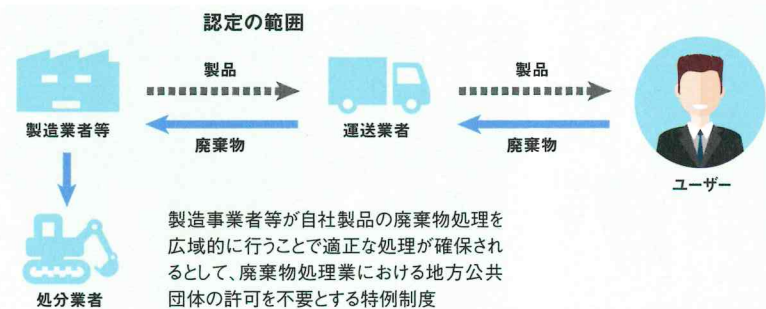 認定の範囲
製品
製品
製造業者等
運送業者
廃棄物
廃棄物
ユーザー
処分業者
製造事業者等が自社製品の廃棄物処理を
広域的に行うことで適正な処理が確保され
るとして、廃棄物処理業における地方公共
団体の許可を不要とする特例制度